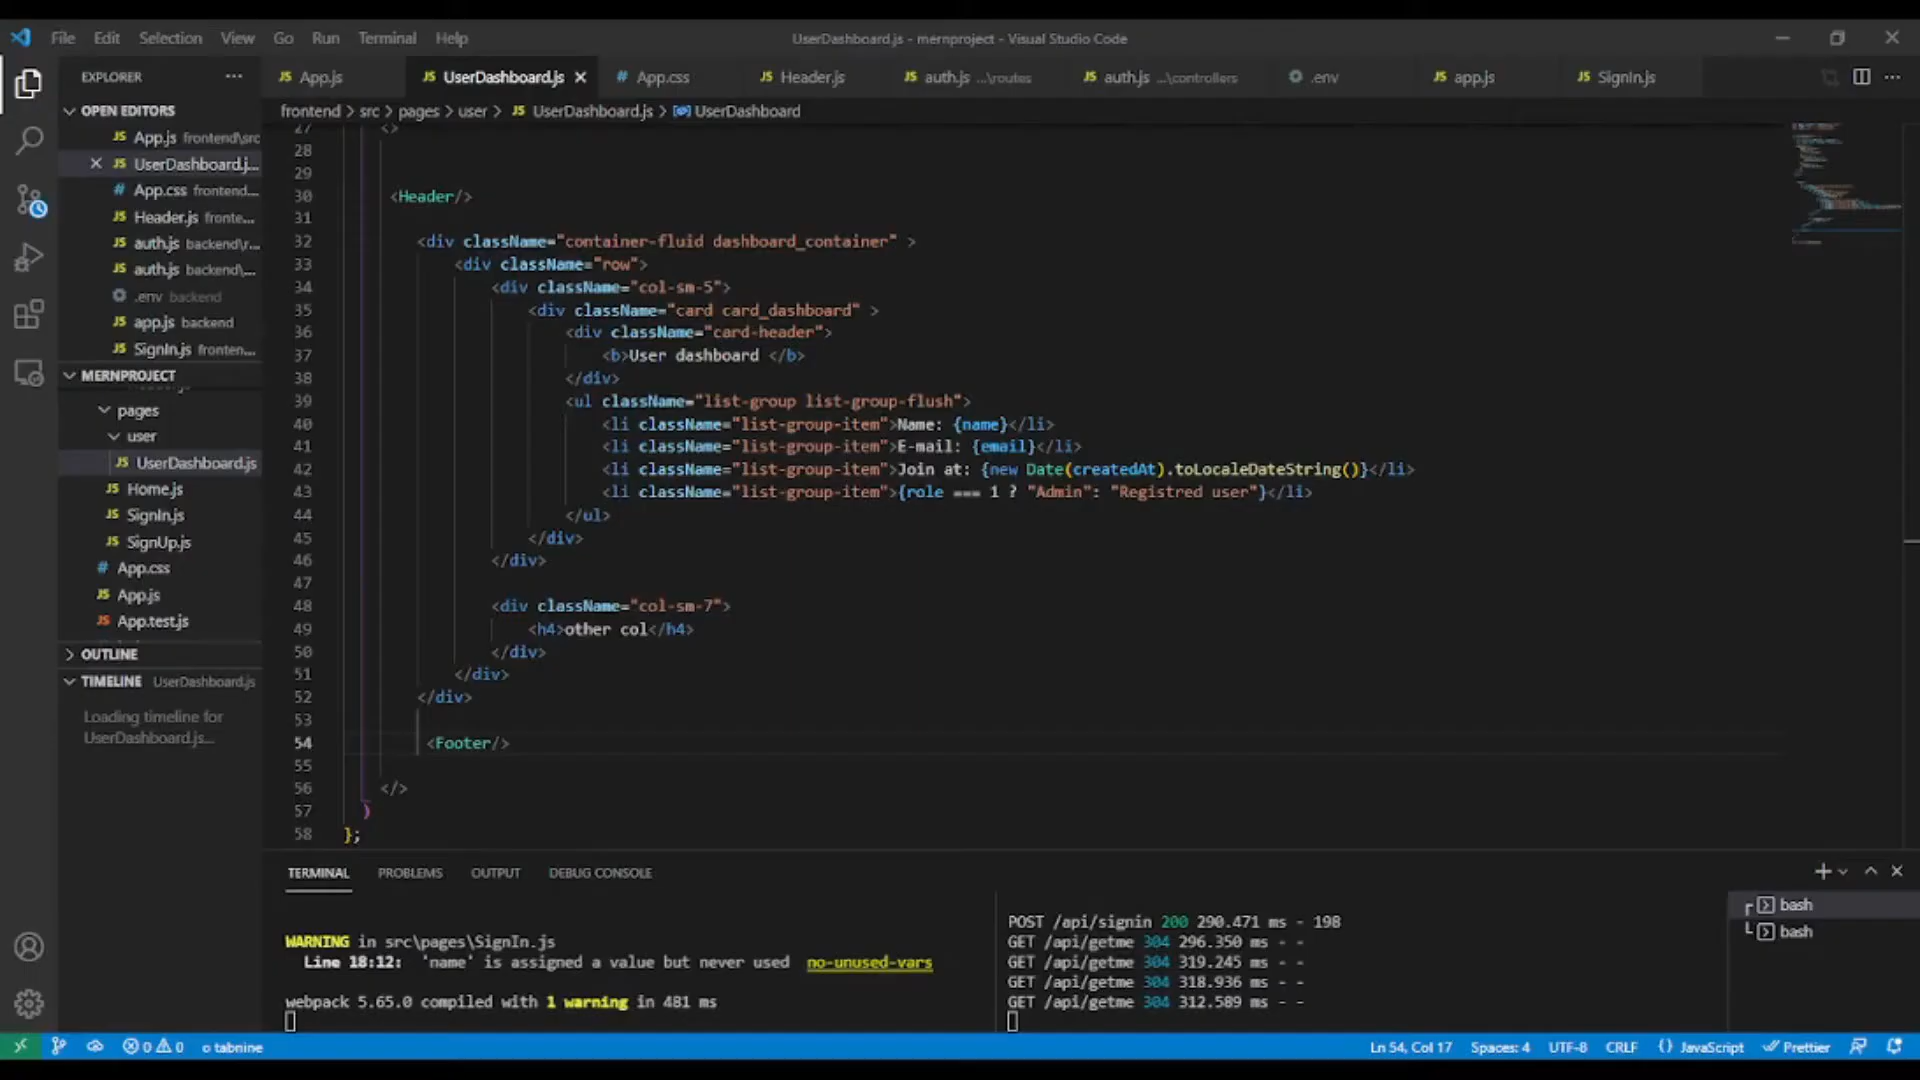 File Edit Selection View Go Run Terminal Help
UserDashboard.js - mernproject - Visual Studio Code
EXPLORER
App.js
UserDashboard.js
App.css
Header.js
auth.js ...\routes
auth.js ...\controllers
.env
app.js
SignIn.js
frontend > src > pages > user > JS UserDashboard.js > UserDashboard
OPEN EDITORS
JS App.js frontend\src
JS UserDashboard.j...
# App.css frontend...
JS Header.js fronte...
JS auth.js backend\r...
JS auth.js backend\...
.env backend
JS app.js backend
JS SignIn.js fronten...
MERNPROJECT
pages
user
JS UserDashboard.js
JS Home.js
JS SignIn.js
JS SignUp.js
# App.css
JS App.js
JS App.test.js
OUTLINE
TIMELINE UserDashboard.js
Loading timeline for
UserDashboard.js...
27 <>
28
29
30 <Header/>
31
32 <div className="container-fluid dashboard_container" >
33 <div className="row">
34 <div className="col-sm-5">
35 <div className="card card_dashboard" >
36 <div className="card-header">
37 <b>User dashboard </b>
38 </div>
39 <ul className="list-group list-group-flush">
40 <li className="list-group-item">Name: {name}</li>
41 <li className="list-group-item">E-mail: {email}</li>
42 <li className="list-group-item">Join at: {new Date(createdAt).toLocaleDateString()}</li>
43 <li className="list-group-item">{role === 1 ? "Admin": "Registred user"}</li>
44 </ul>
45 </div>
46 </div>
47
48 <div className="col-sm-7">
49 <h4>other col</h4>
50 </div>
51 </div>
52 </div>
53
54 <Footer/>
55
56 </>
57 )
58 };
TERMINAL PROBLEMS OUTPUT DEBUG CONSOLE
WARNING in src\pages\SignIn.js
Line 18:12: 'name' is assigned a value but never used no-unused-vars
webpack 5.65.0 compiled with 1 warning in 481 ms
POST /api/signin 200 290.471 ms - 198
GET /api/getme 304 296.350 ms - -
GET /api/getme 304 319.245 ms - -
GET /api/getme 304 318.936 ms - -
GET /api/getme 304 312.589 ms - -
bash
bash
0 0 tabnine
Ln 54, Col 17 Spaces: 4 UTF-8 CRLF {} JavaScript Prettier